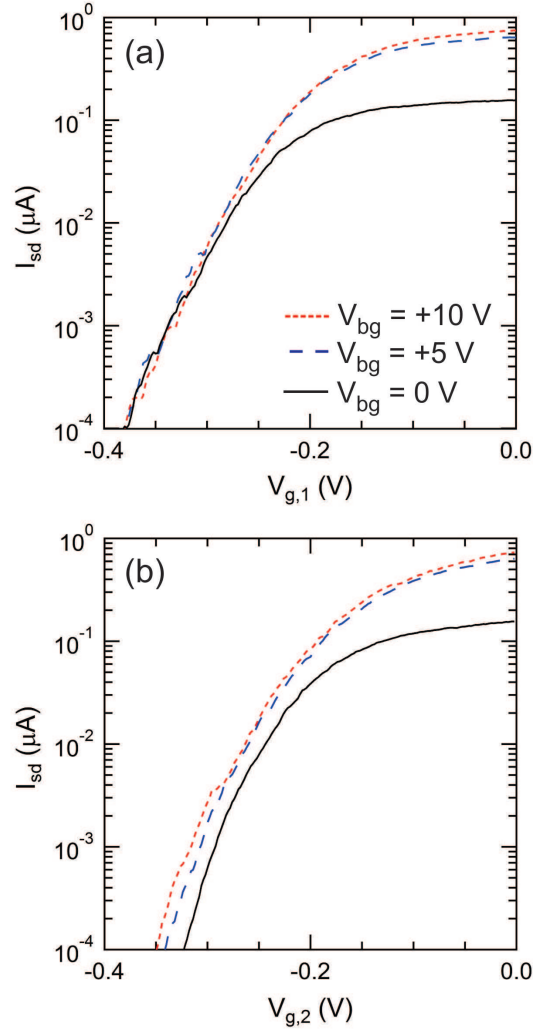 (a)
10^0
10^-1
10^-2
10^-3
10^-4
I_sd (μA)
V_bg = +10 V
V_bg = +5 V
V_bg = 0 V
-0.4
-0.2
0.0
V_g,1 (V)
(b)
10^0
10^-1
10^-2
10^-3
10^-4
I_sd (μA)
-0.4
-0.2
0.0
V_g,2 (V)